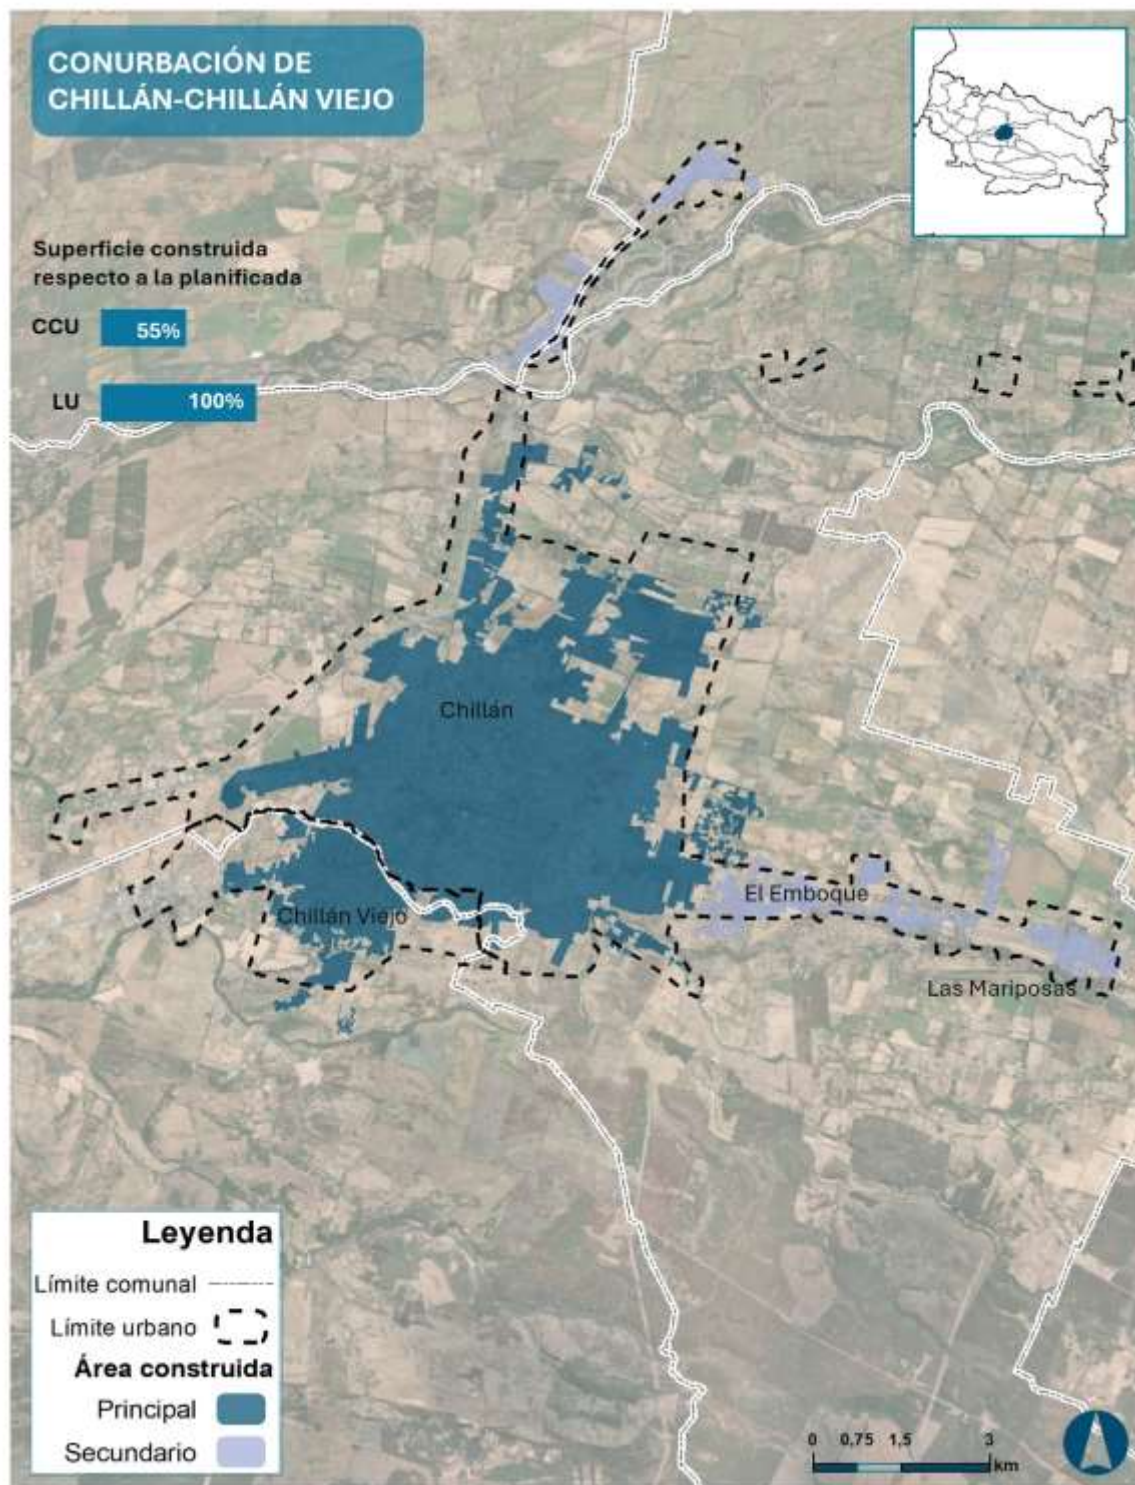 CONURBACIÓN DE
CHILLÁN-CHILLÁN VIEJO
Superficie construida
respecto a la planificada
CCU 55%
LU 100%
Chillán
Chillán Viejo
El Emboque
Las Mariposas
Leyenda
Límite comunal
Límite urbano
Área construida
Principal
Secundario
0 0,75 1,5 3
km